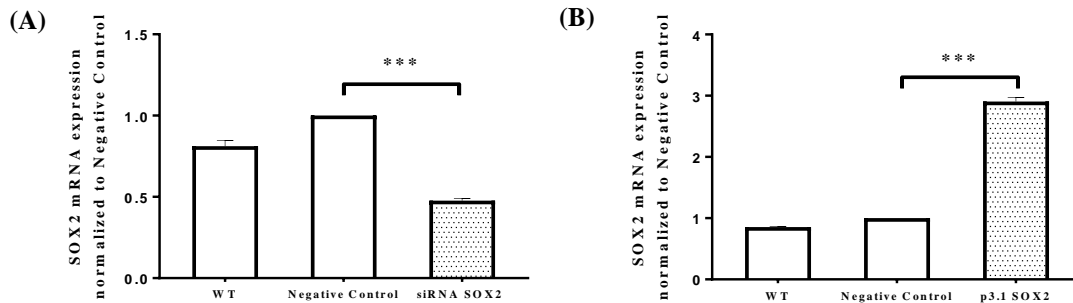 (A)
SOX2 mRNA expression
normalized to Negative Control
1.5
1.0
0.5
0.0
***
WT
Negative Control
siRNA SOX2
(B)
SOX2 mRNA expression
normalized to Negative Control
4
3
2
1
0
***
WT
Negative Control
p3.1 SOX2